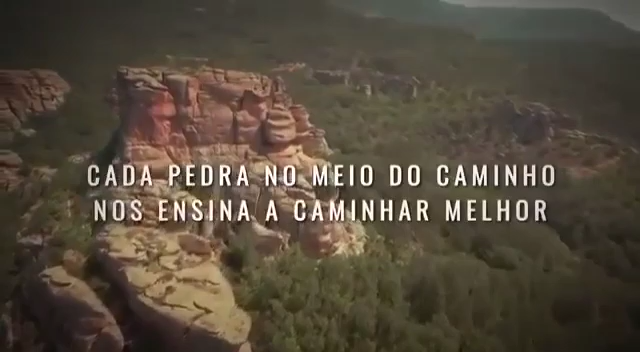 CADA PEDRA NO MEIO DO CAMINHO
NOS ENSINA A CAMINHAR MELHOR